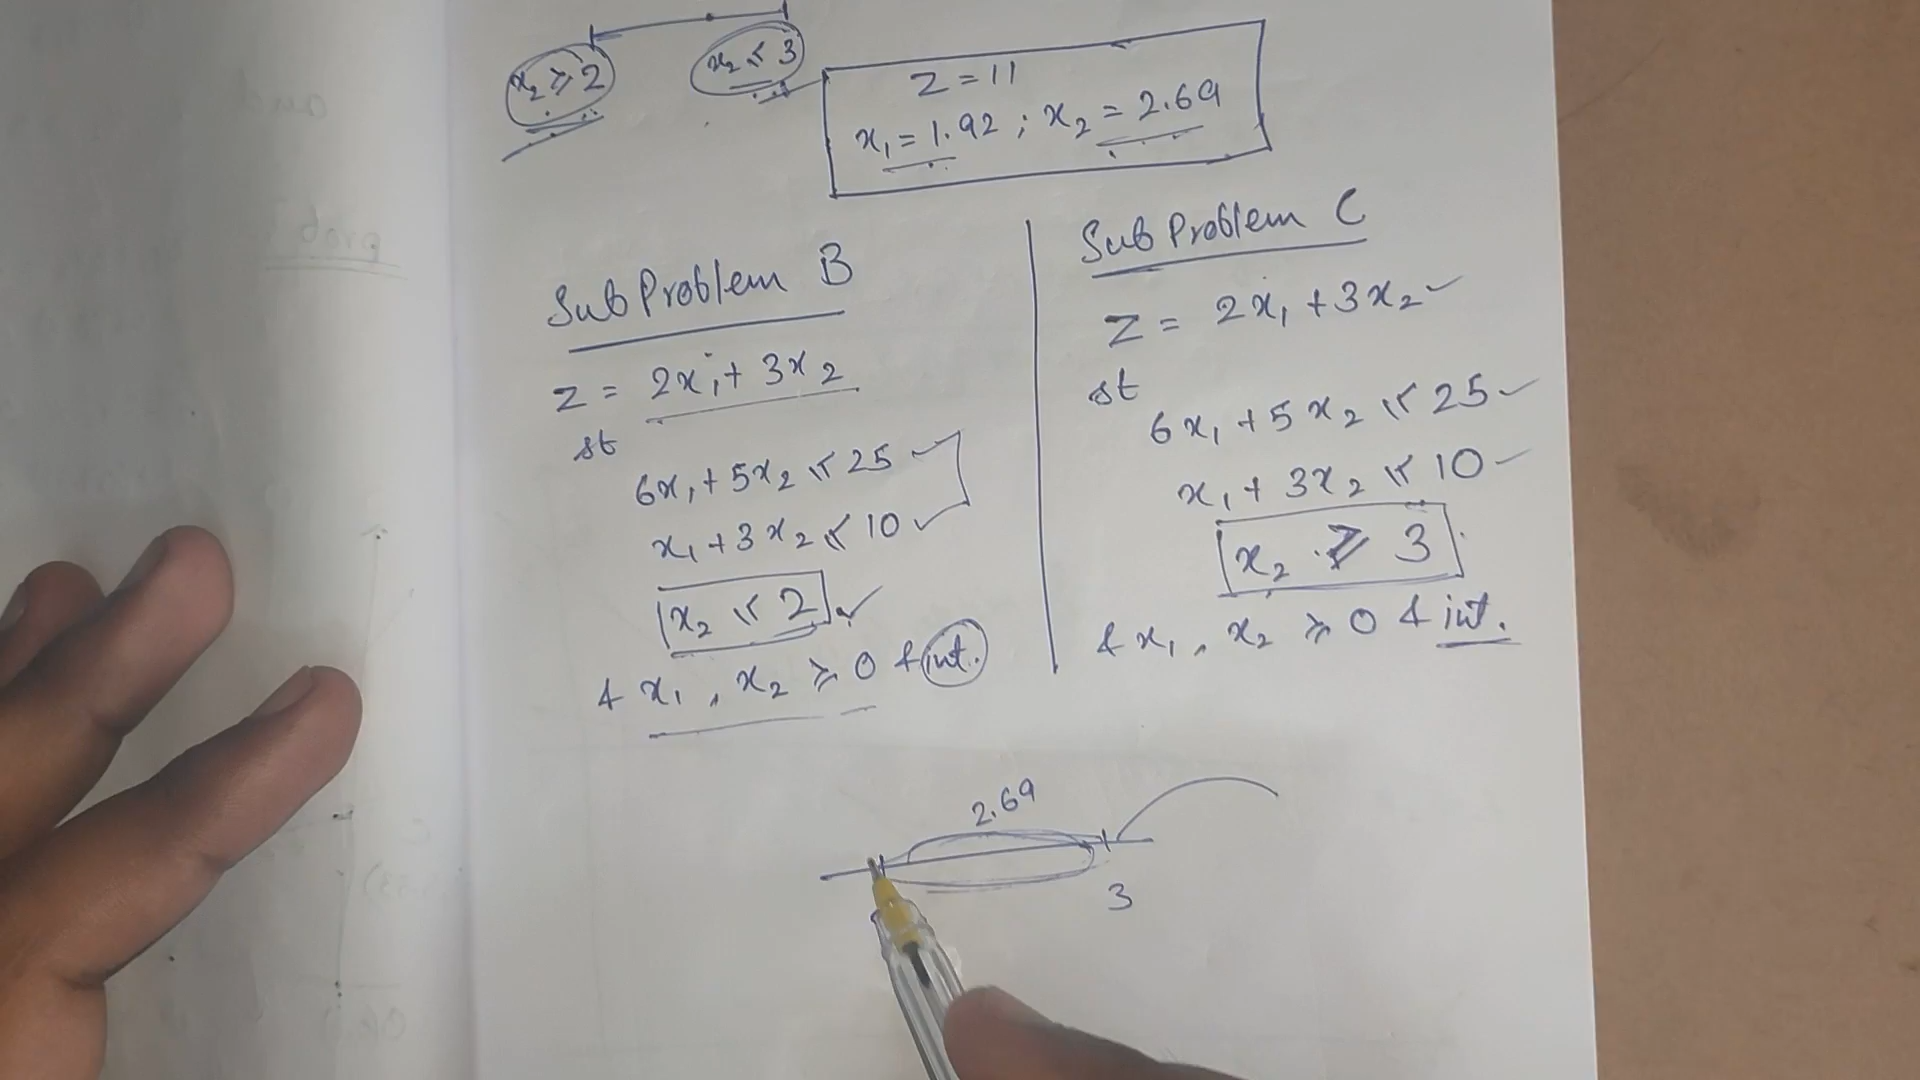 x₂ ≥ 2 x₂ ≤ 3
Z = 11
x₁ = 1.92 ; x₂ = 2.69
Sub Problem B
Z = 2x₁ + 3x₂
st
6x₁ + 5x₂ ≤ 25
x₁ + 3x₂ ≤ 10
x₂ ≤ 2
& x₁, x₂ ≥ 0 & int.
Sub Problem C
Z = 2x₁ + 3x₂
st
6x₁ + 5x₂ ≤ 25
x₁ + 3x₂ ≤ 10
x₂ ≥ 3
& x₁, x₂ ≥ 0 & int.
2.69
3